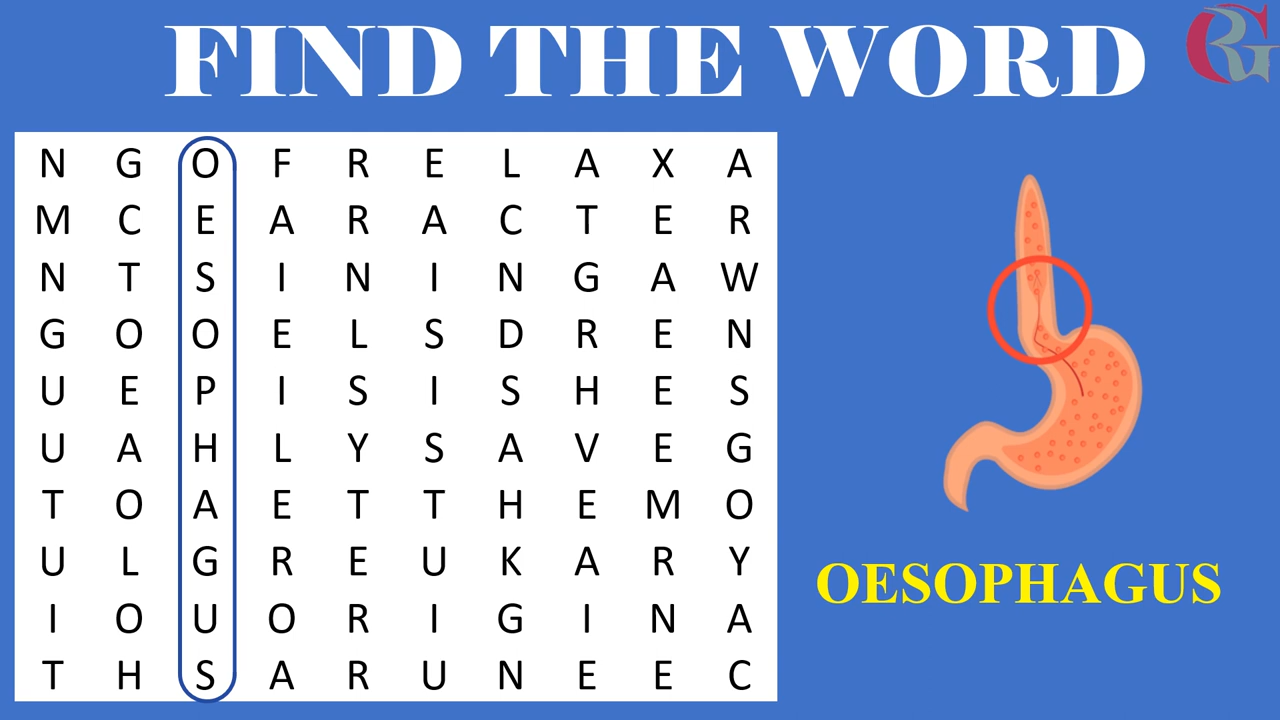 FIND THE WORD
N G O F R E L A X A
M C E A R A C T E R
N T S I N I N G A W
G O O E L S D R E N
U E P I S I S H E S
U A H L Y S A V E G
T O A E T T H E M O
U L G R E U K A R Y
I O U O R I G I N A
T H S A R U N E E C
OESOPHAGUS